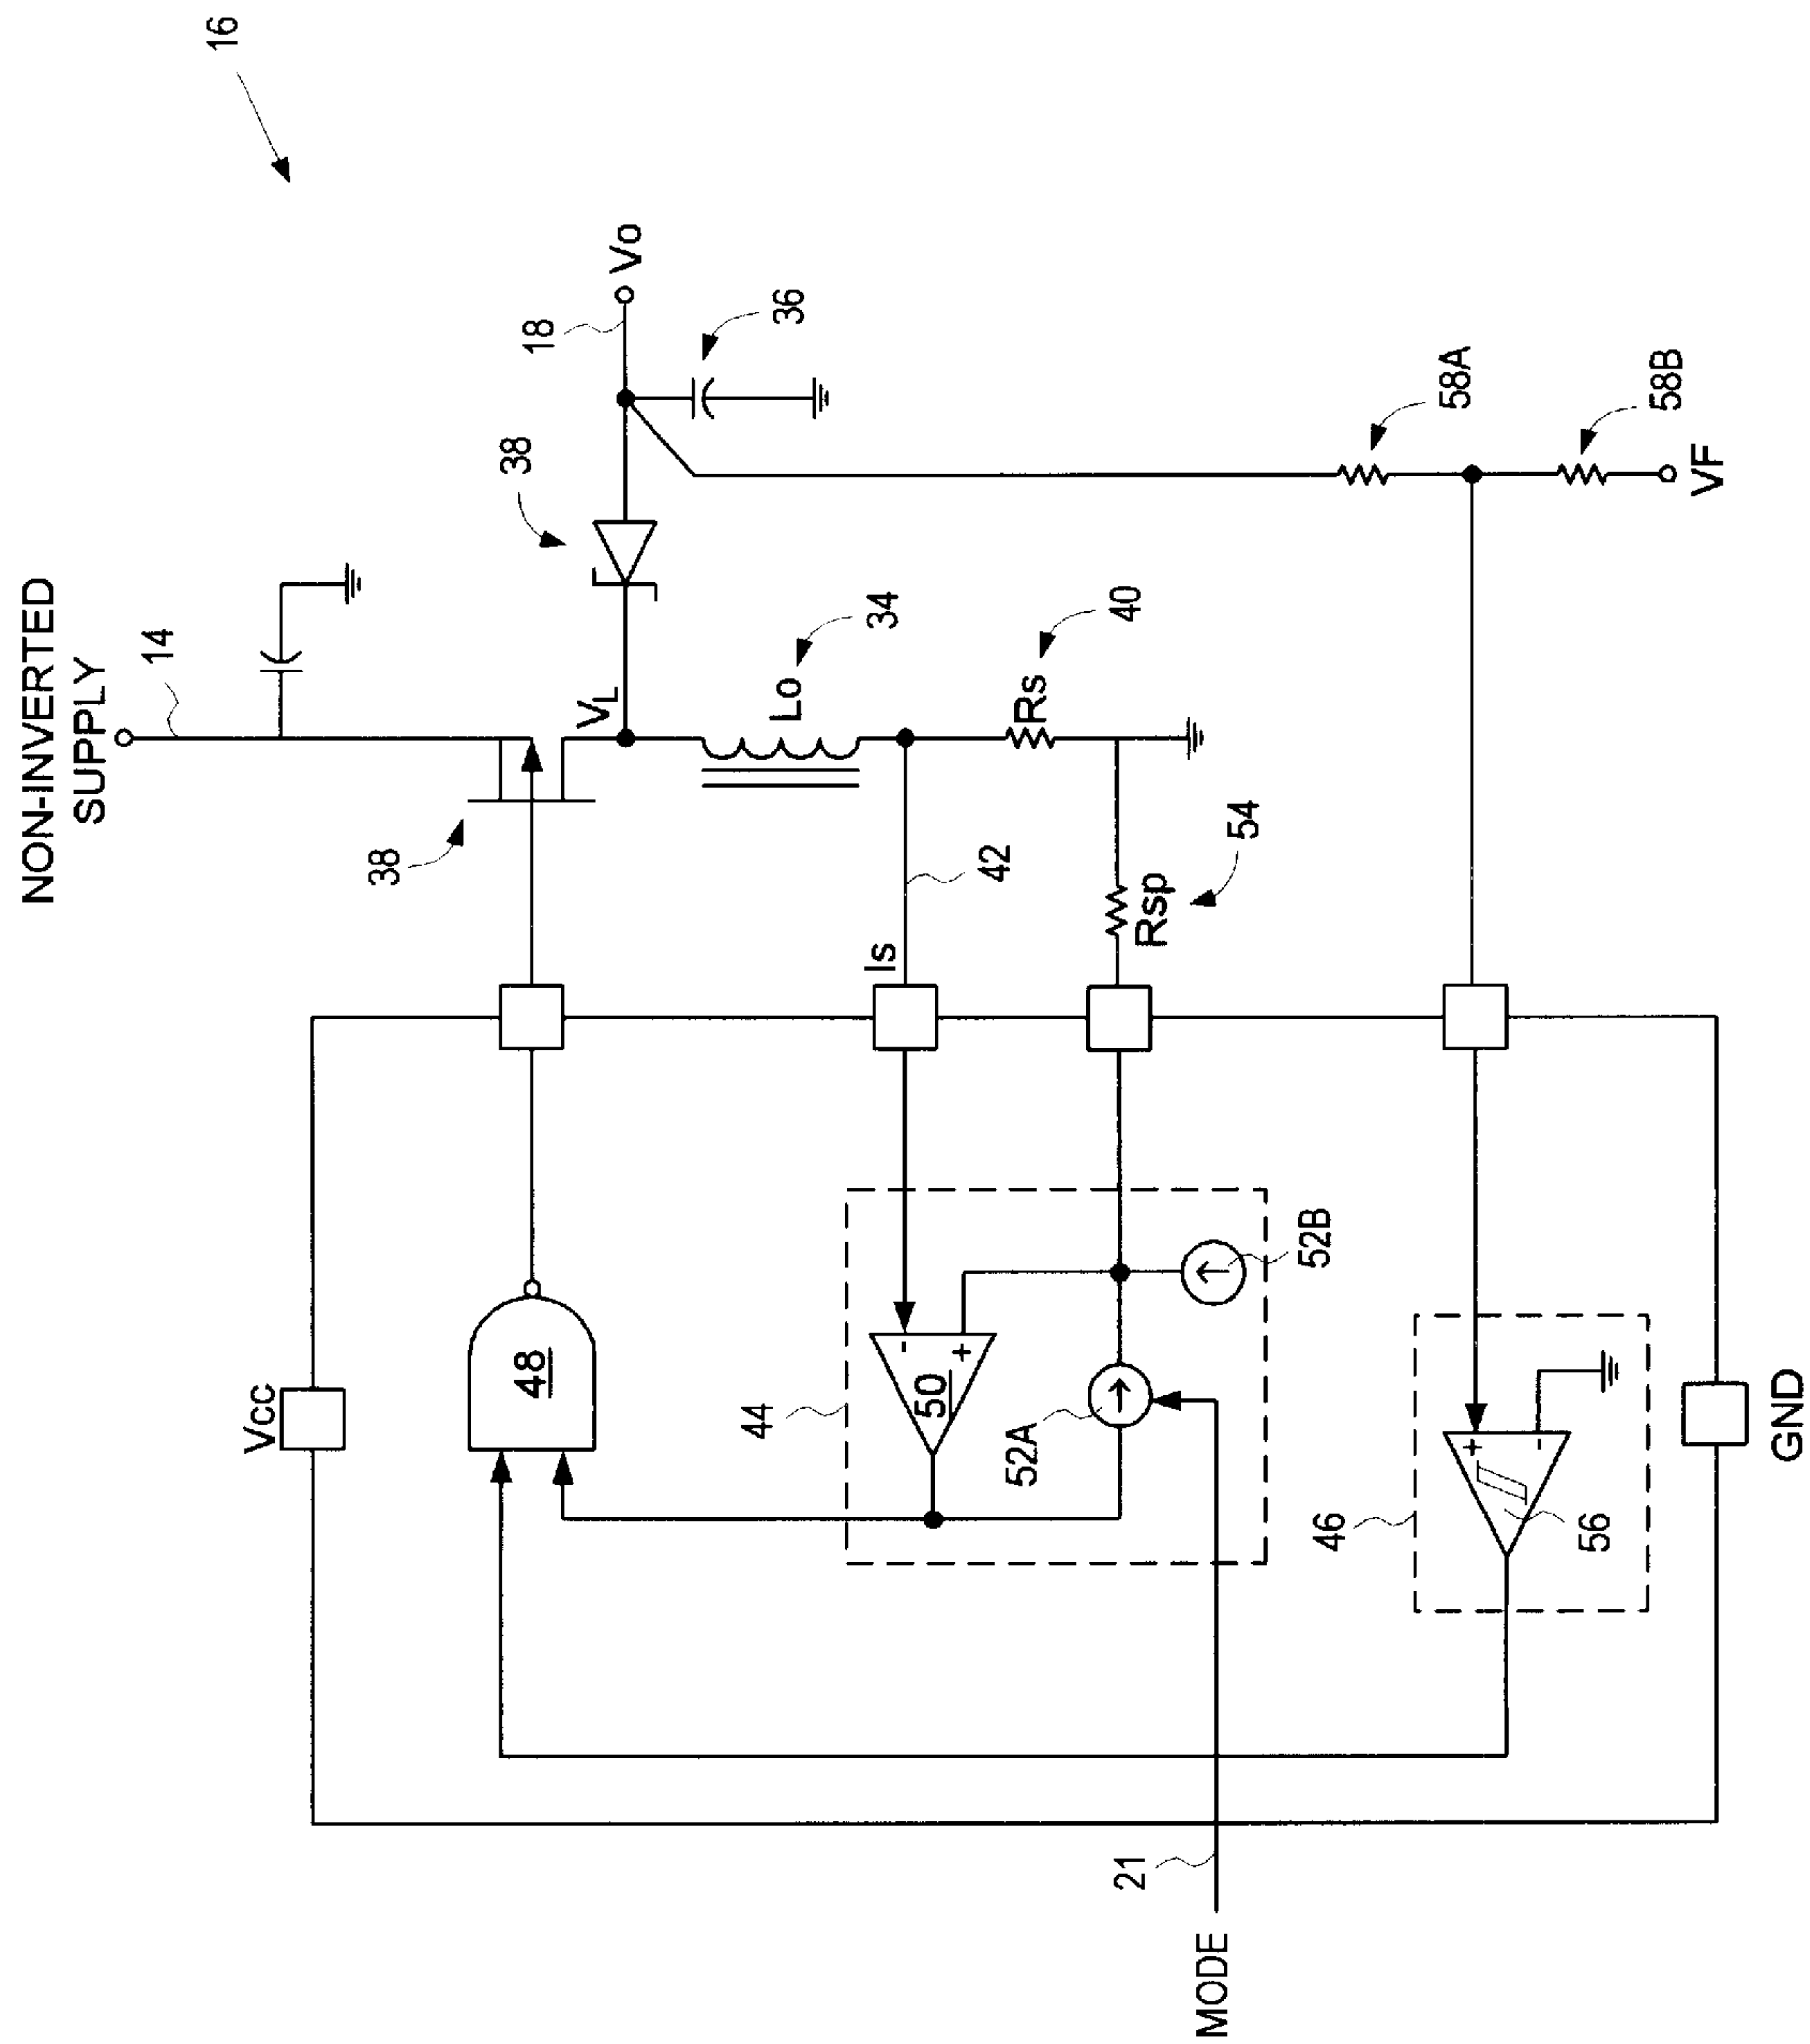 16
NON-INVERTED
SUPPLY
14
18
Vo
38
36
38
VL
Lo
34
Rs
40
42
Is
Rsp
54
58A
58B
VF
Vcc
48
44
50
-
+
52A
52B
46
+
-
56
GND
21
MODE